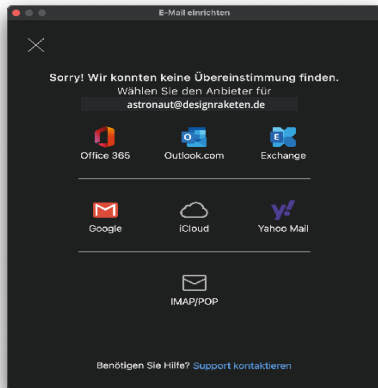 E-Mail einrichten
Sorry! Wir konnten keine Übereinstimmung finden.
Wählen Sie den Anbieter für
astronaut@designraketen.de
Office 365 Outlook.com Exchange
Google iCloud Yahoo Mail
IMAP/POP
Benötigen Sie Hilfe? Support kontaktieren